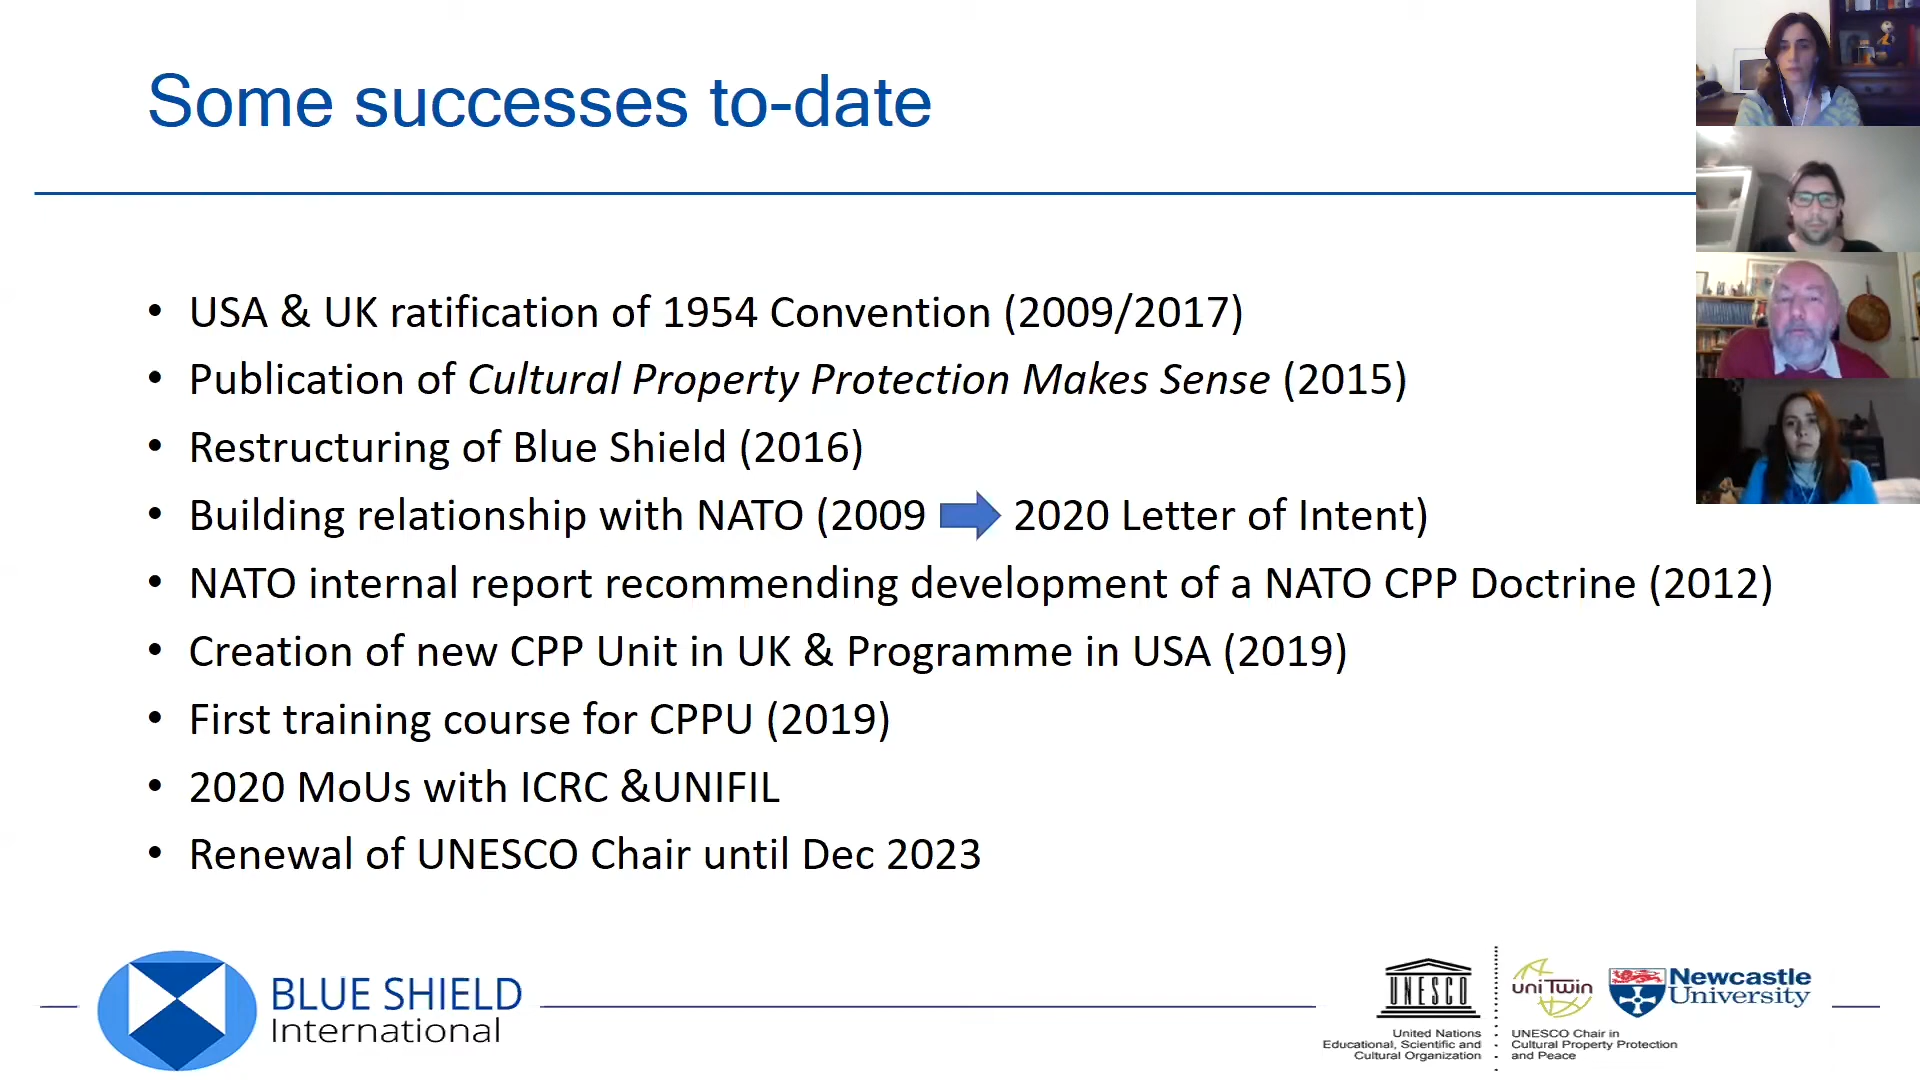 Some successes to-date
• USA & UK ratification of 1954 Convention (2009/2017)
• Publication of Cultural Property Protection Makes Sense (2015)
• Restructuring of Blue Shield (2016)
• Building relationship with NATO (2009 2020 Letter of Intent)
• NATO internal report recommending development of a NATO CPP Doctrine (2012)
• Creation of new CPP Unit in UK & Programme in USA (2019)
• First training course for CPPU (2019)
• 2020 MoUs with ICRC &UNIFIL
• Renewal of UNESCO Chair until Dec 2023
BLUE SHIELD
International
UNESCO
United Nations
Educational, Scientific and
Cultural Organization
uniTwin
Newcastle
University
UNESCO Chair in
Cultural Property Protection
and Peace